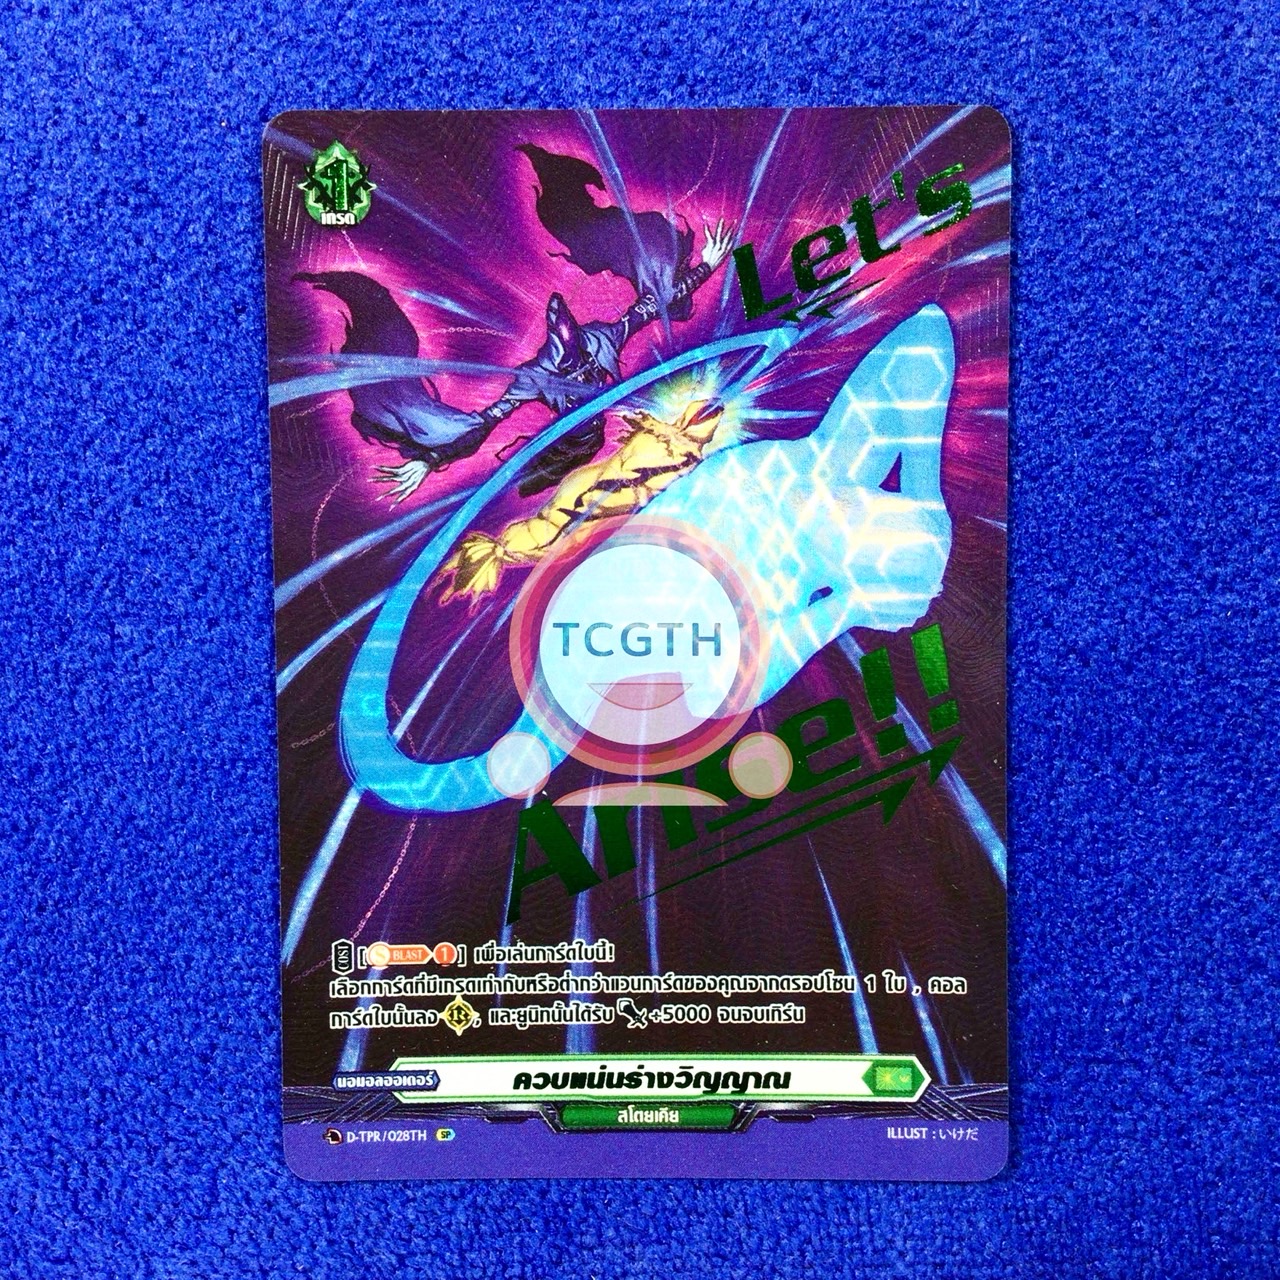 1
เกรด
Let's
TCGTH
Arise!!
COST [S BLAST 1] เพื่อเล่นการ์ดใบนี้!
เลือกการ์ดที่มีเกรดเท่ากับหรือต่ำกว่าแวนการ์ดของคุณจากดรอปโซน 1 ใบ , คอล
การ์ดใบนั้นลง R, และยูนิทนั้นได้รับ +5000 จนจบเทิร์น
นอมอลออเดอร์
ควบแน่นร่างวิญญาณ
สโตยเคีย
D-TPR/028TH SP
ILLUST : いけだ